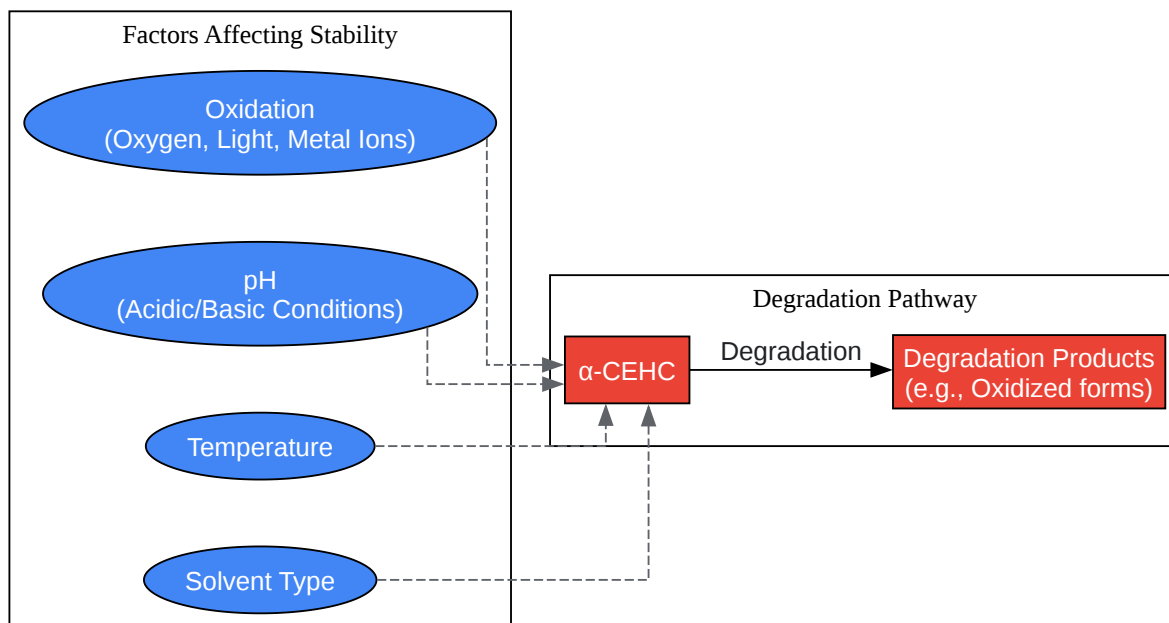 Factors Affecting Stability
Oxidation
(Oxygen, Light, Metal Ions)
pH
(Acidic/Basic Conditions)
Temperature
Solvent Type
Degradation Pathway
α-CEHC
Degradation
Degradation Products
(e.g., Oxidized forms)